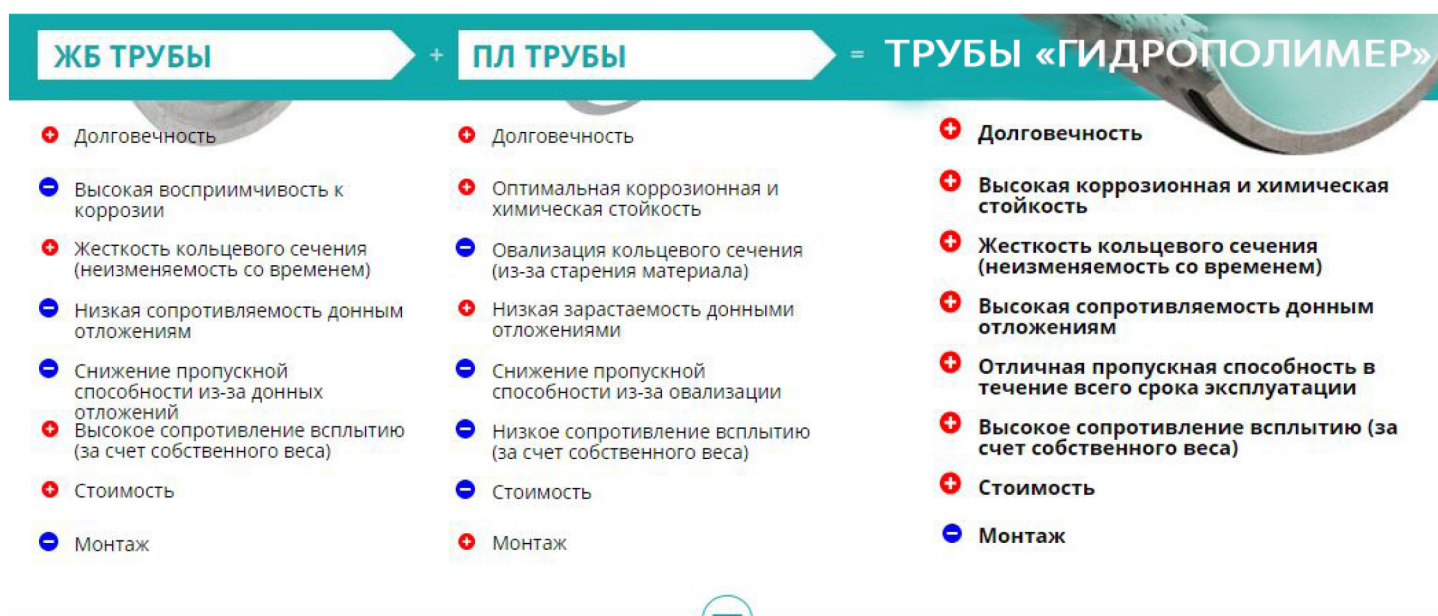 ЖБ ТРУБЫ
+
ПЛ ТРУБЫ
=
ТРУБЫ «ГИДРОПОЛИМЕР»
Долговечность
Высокая восприимчивость к
коррозии
Жесткость кольцевого сечения
(неизменяемость со временем)
Низкая сопротивляемость донным
отложениям
Снижение пропускной
способности из-за донных
отложений
Высокое сопротивление всплытию
(за счет собственного веса)
Стоимость
Монтаж
Долговечность
Оптимальная коррозионная и
химическая стойкость
Овализация кольцевого сечения
(из-за старения материала)
Низкая зарастаемость донными
отложениями
Снижение пропускной
способности из-за овализации
Низкое сопротивление всплытию
(за счет собственного веса)
Стоимость
Монтаж
Долговечность
Высокая коррозионная и химическая
стойкость
Жесткость кольцевого сечения
(неизменяемость со временем)
Высокая сопротивляемость донным
отложениям
Отличная пропускная способность в
течение всего срока эксплуатации
Высокое сопротивление всплытию (за
счет собственного веса)
Стоимость
Монтаж